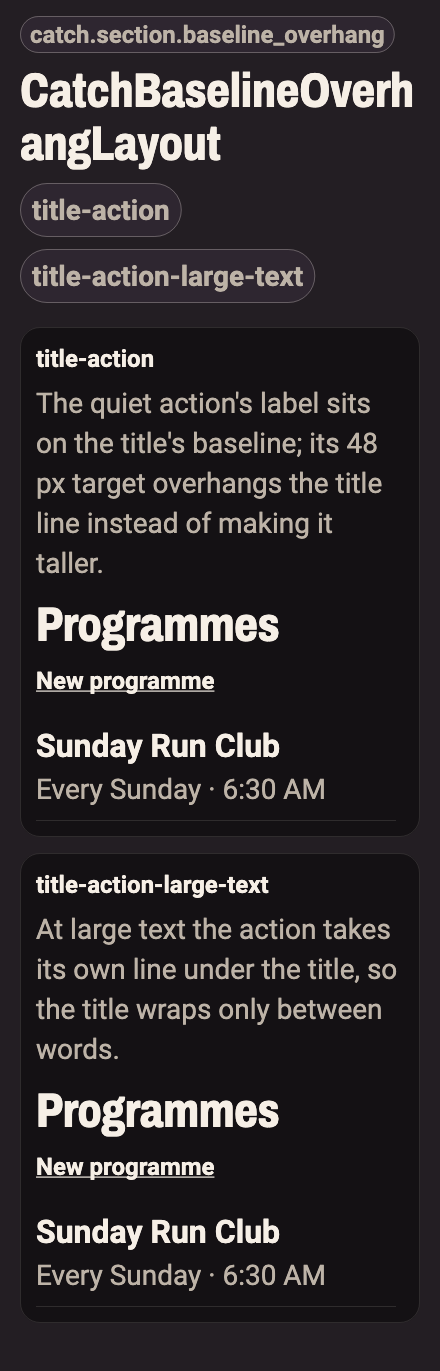 catch.section.baseline_overhang
CatchBaselineOverh
angLayout
title-action
title-action-large-text
title-action
The quiet action's label sits
on the title's baseline; its 48
px target overhangs the title
line instead of making it
taller.
Programmes
New programme
Sunday Run Club
Every Sunday · 6:30 AM
title-action-large-text
At large text the action takes
its own line under the title, so
the title wraps only between
words.
Programmes
New programme
Sunday Run Club
Every Sunday · 6:30 AM